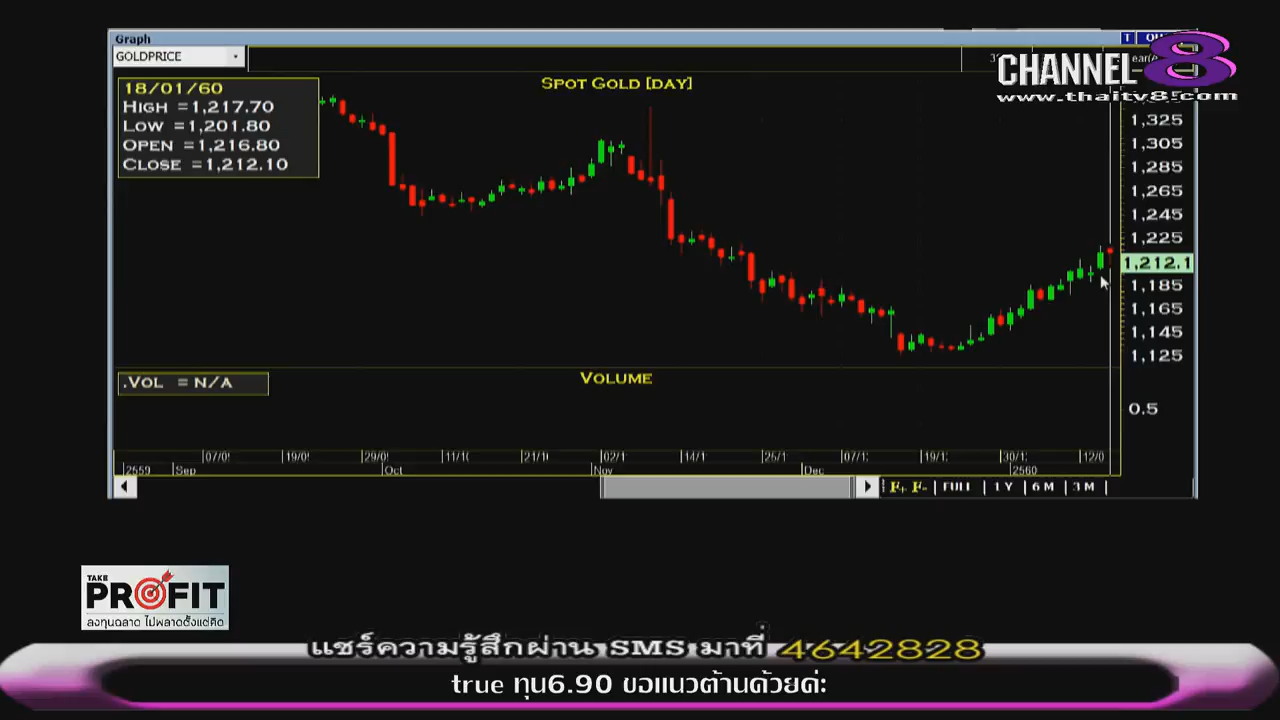 Graph
GOLDPRICE
CHANNEL 8
www.thaitv8.com
SPOT GOLD [DAY]
18/01/60
HIGH =1,217.70
LOW =1,201.80
OPEN =1,216.80
CLOSE =1,212.10
1,325
1,305
1,285
1,265
1,245
1,225
1,212.1
1,185
1,165
1,145
1,125
VOLUME
.VOL = N/A
0.5
2559 Sep Oct Nov Dec 2560
F+ F- FULL 1 Y 6 M 3 M
TAKE
PROFIT
ลงทุนฉลาด ไม่พลาดตั้งแต่คิด
แชร์ความรู้สึกผ่าน SMS มาที่ 4642828
true ทุน6.90 ขอแนวต้านด้วยค่ะ